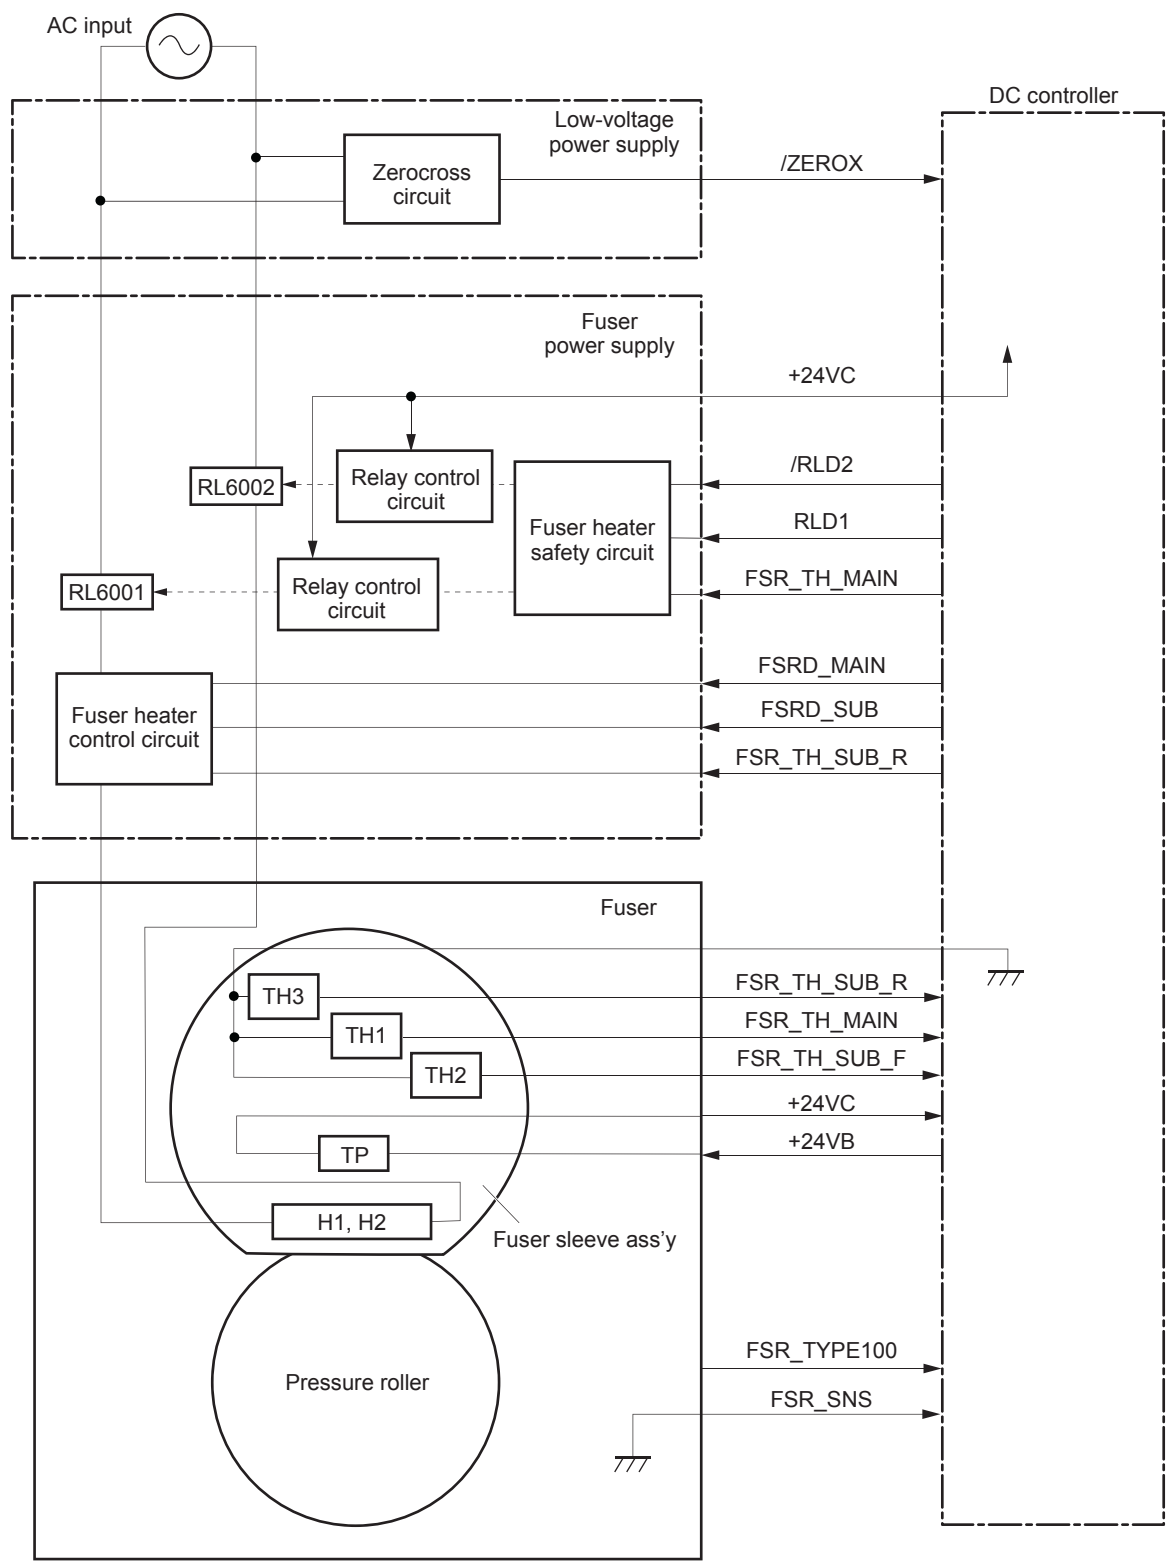 AC input
DC controller
Low-voltage
power supply
Zerocross
circuit
/ZEROX
Fuser
power supply
+24VC
/RLD2
RL6002
Relay control
circuit
RLD1
Fuser heater
safety circuit
FSR_TH_MAIN
RL6001
Relay control
circuit
FSRD_MAIN
Fuser heater
control circuit
FSRD_SUB
FSR_TH_SUB_R
Fuser
TH3
FSR_TH_SUB_R
TH1
FSR_TH_MAIN
TH2
FSR_TH_SUB_F
+24VC
TP
+24VB
H1, H2
Fuser sleeve ass'y
Pressure roller
FSR_TYPE100
FSR_SNS